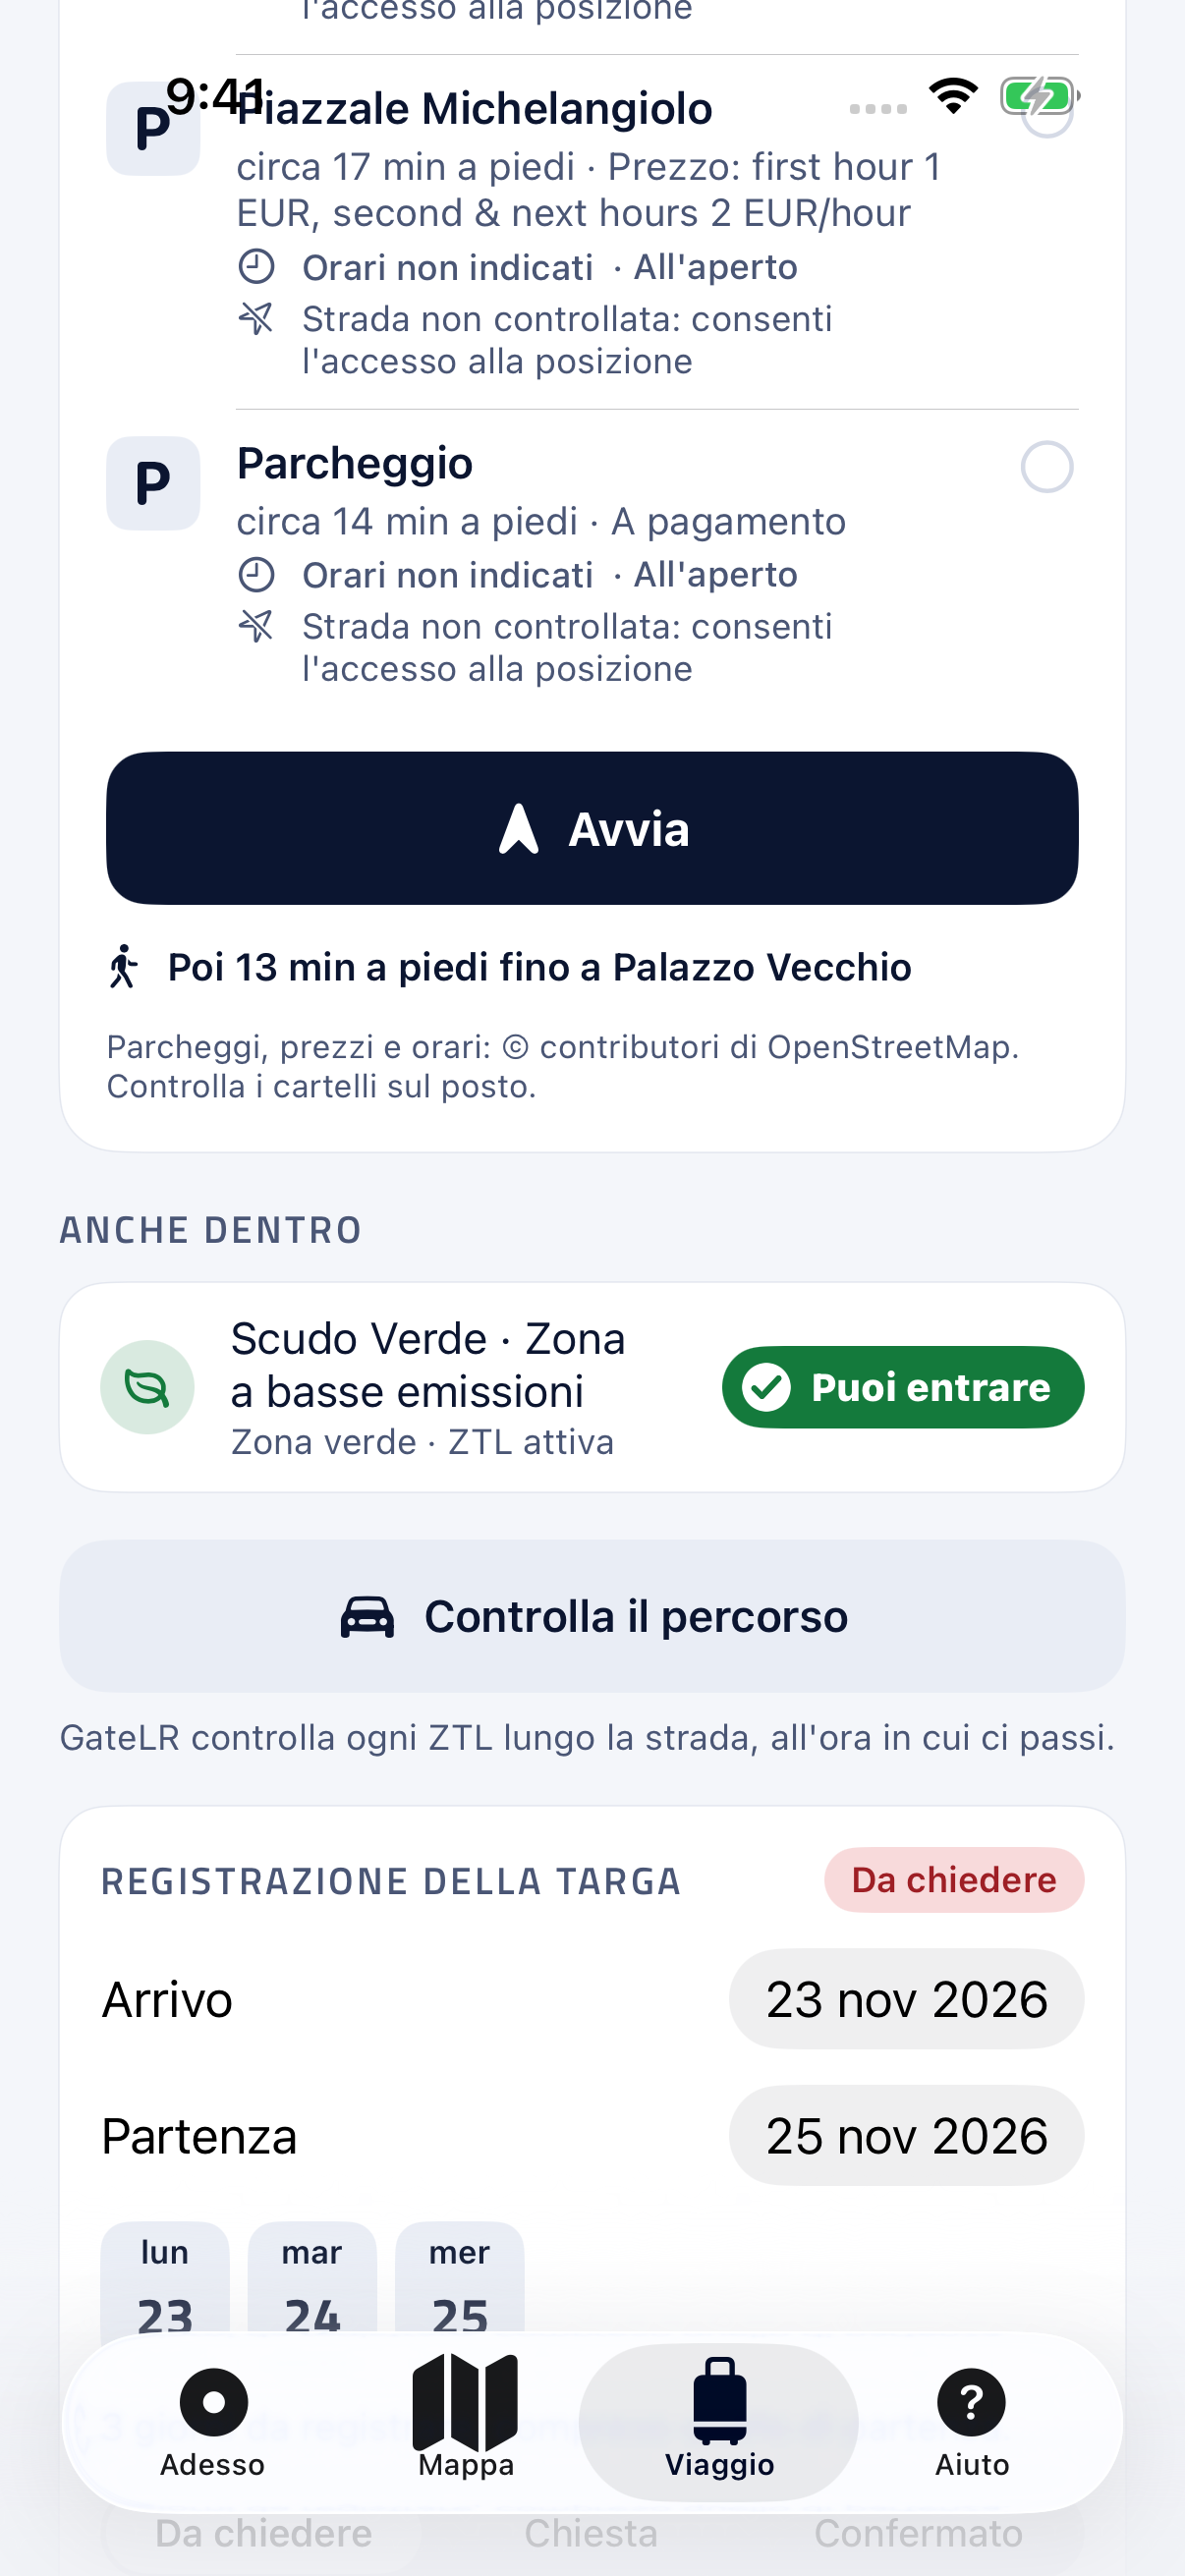 l'accesso alla posizione
9:41
P
Piazzale Michelangiolo
circa 17 min a piedi · Prezzo: first hour 1
EUR, second & next hours 2 EUR/hour
Orari non indicati · All'aperto
Strada non controllata: consenti
l'accesso alla posizione
P
Parcheggio
circa 14 min a piedi · A pagamento
Orari non indicati · All'aperto
Strada non controllata: consenti
l'accesso alla posizione
Avvia
Poi 13 min a piedi fino a Palazzo Vecchio
Parcheggi, prezzi e orari: © contributori di OpenStreetMap.
Controlla i cartelli sul posto.
ANCHE DENTRO
Scudo Verde · Zona
a basse emissioni
Zona verde · ZTL attiva
Puoi entrare
Controlla il percorso
GateLR controlla ogni ZTL lungo la strada, all'ora in cui ci passi.
REGISTRAZIONE DELLA TARGA
Da chiedere
Arrivo
23 nov 2026
Partenza
25 nov 2026
lun mar mer
23 24 25
Adesso Mappa Viaggio Aiuto
Da chiedere Chiesta Confermato